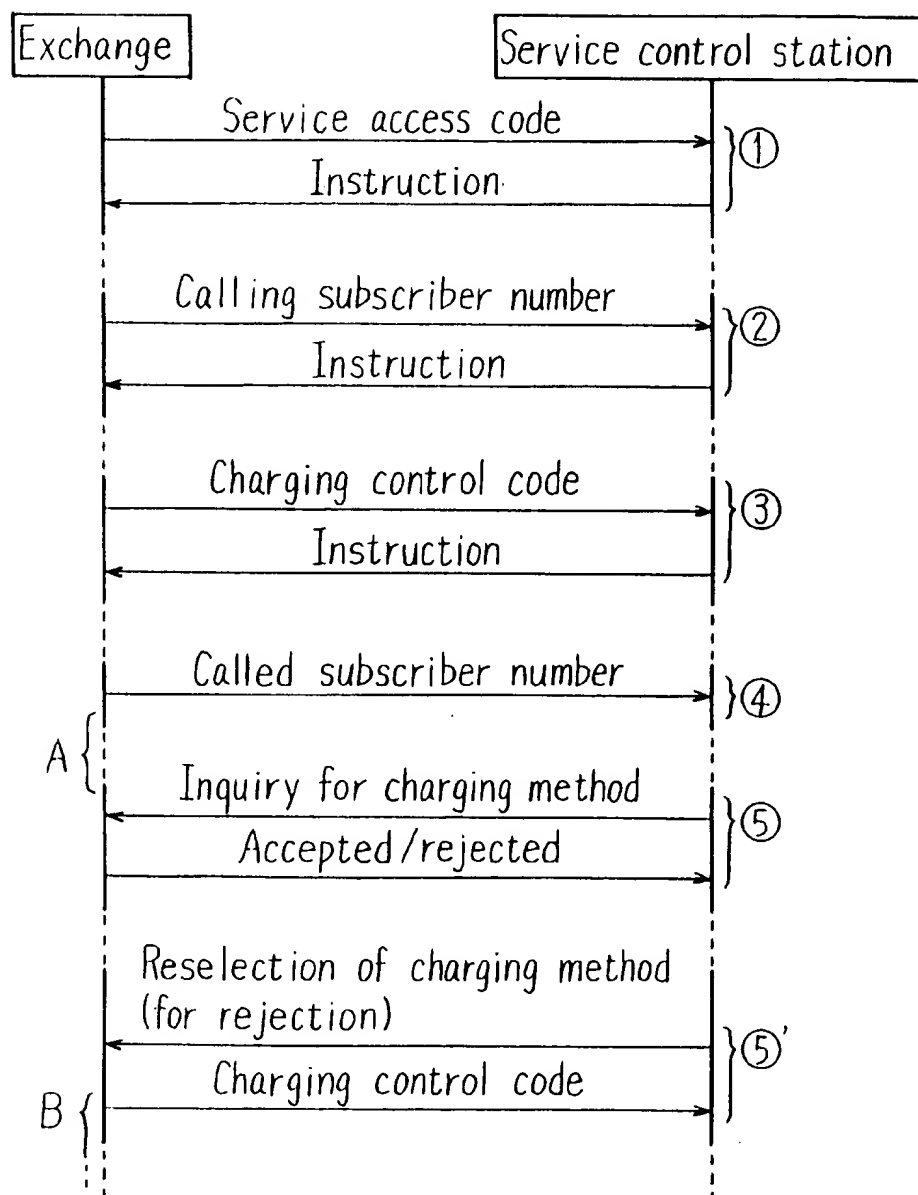 Exchange
Service control station
Service access code
①
Instruction
Calling subscriber number
②
Instruction
Charging control code
③
Instruction
Called subscriber number
④
A
Inquiry for charging method
⑤
Accepted/rejected
Reselection of charging method
(for rejection)
⑤'
Charging control code
B